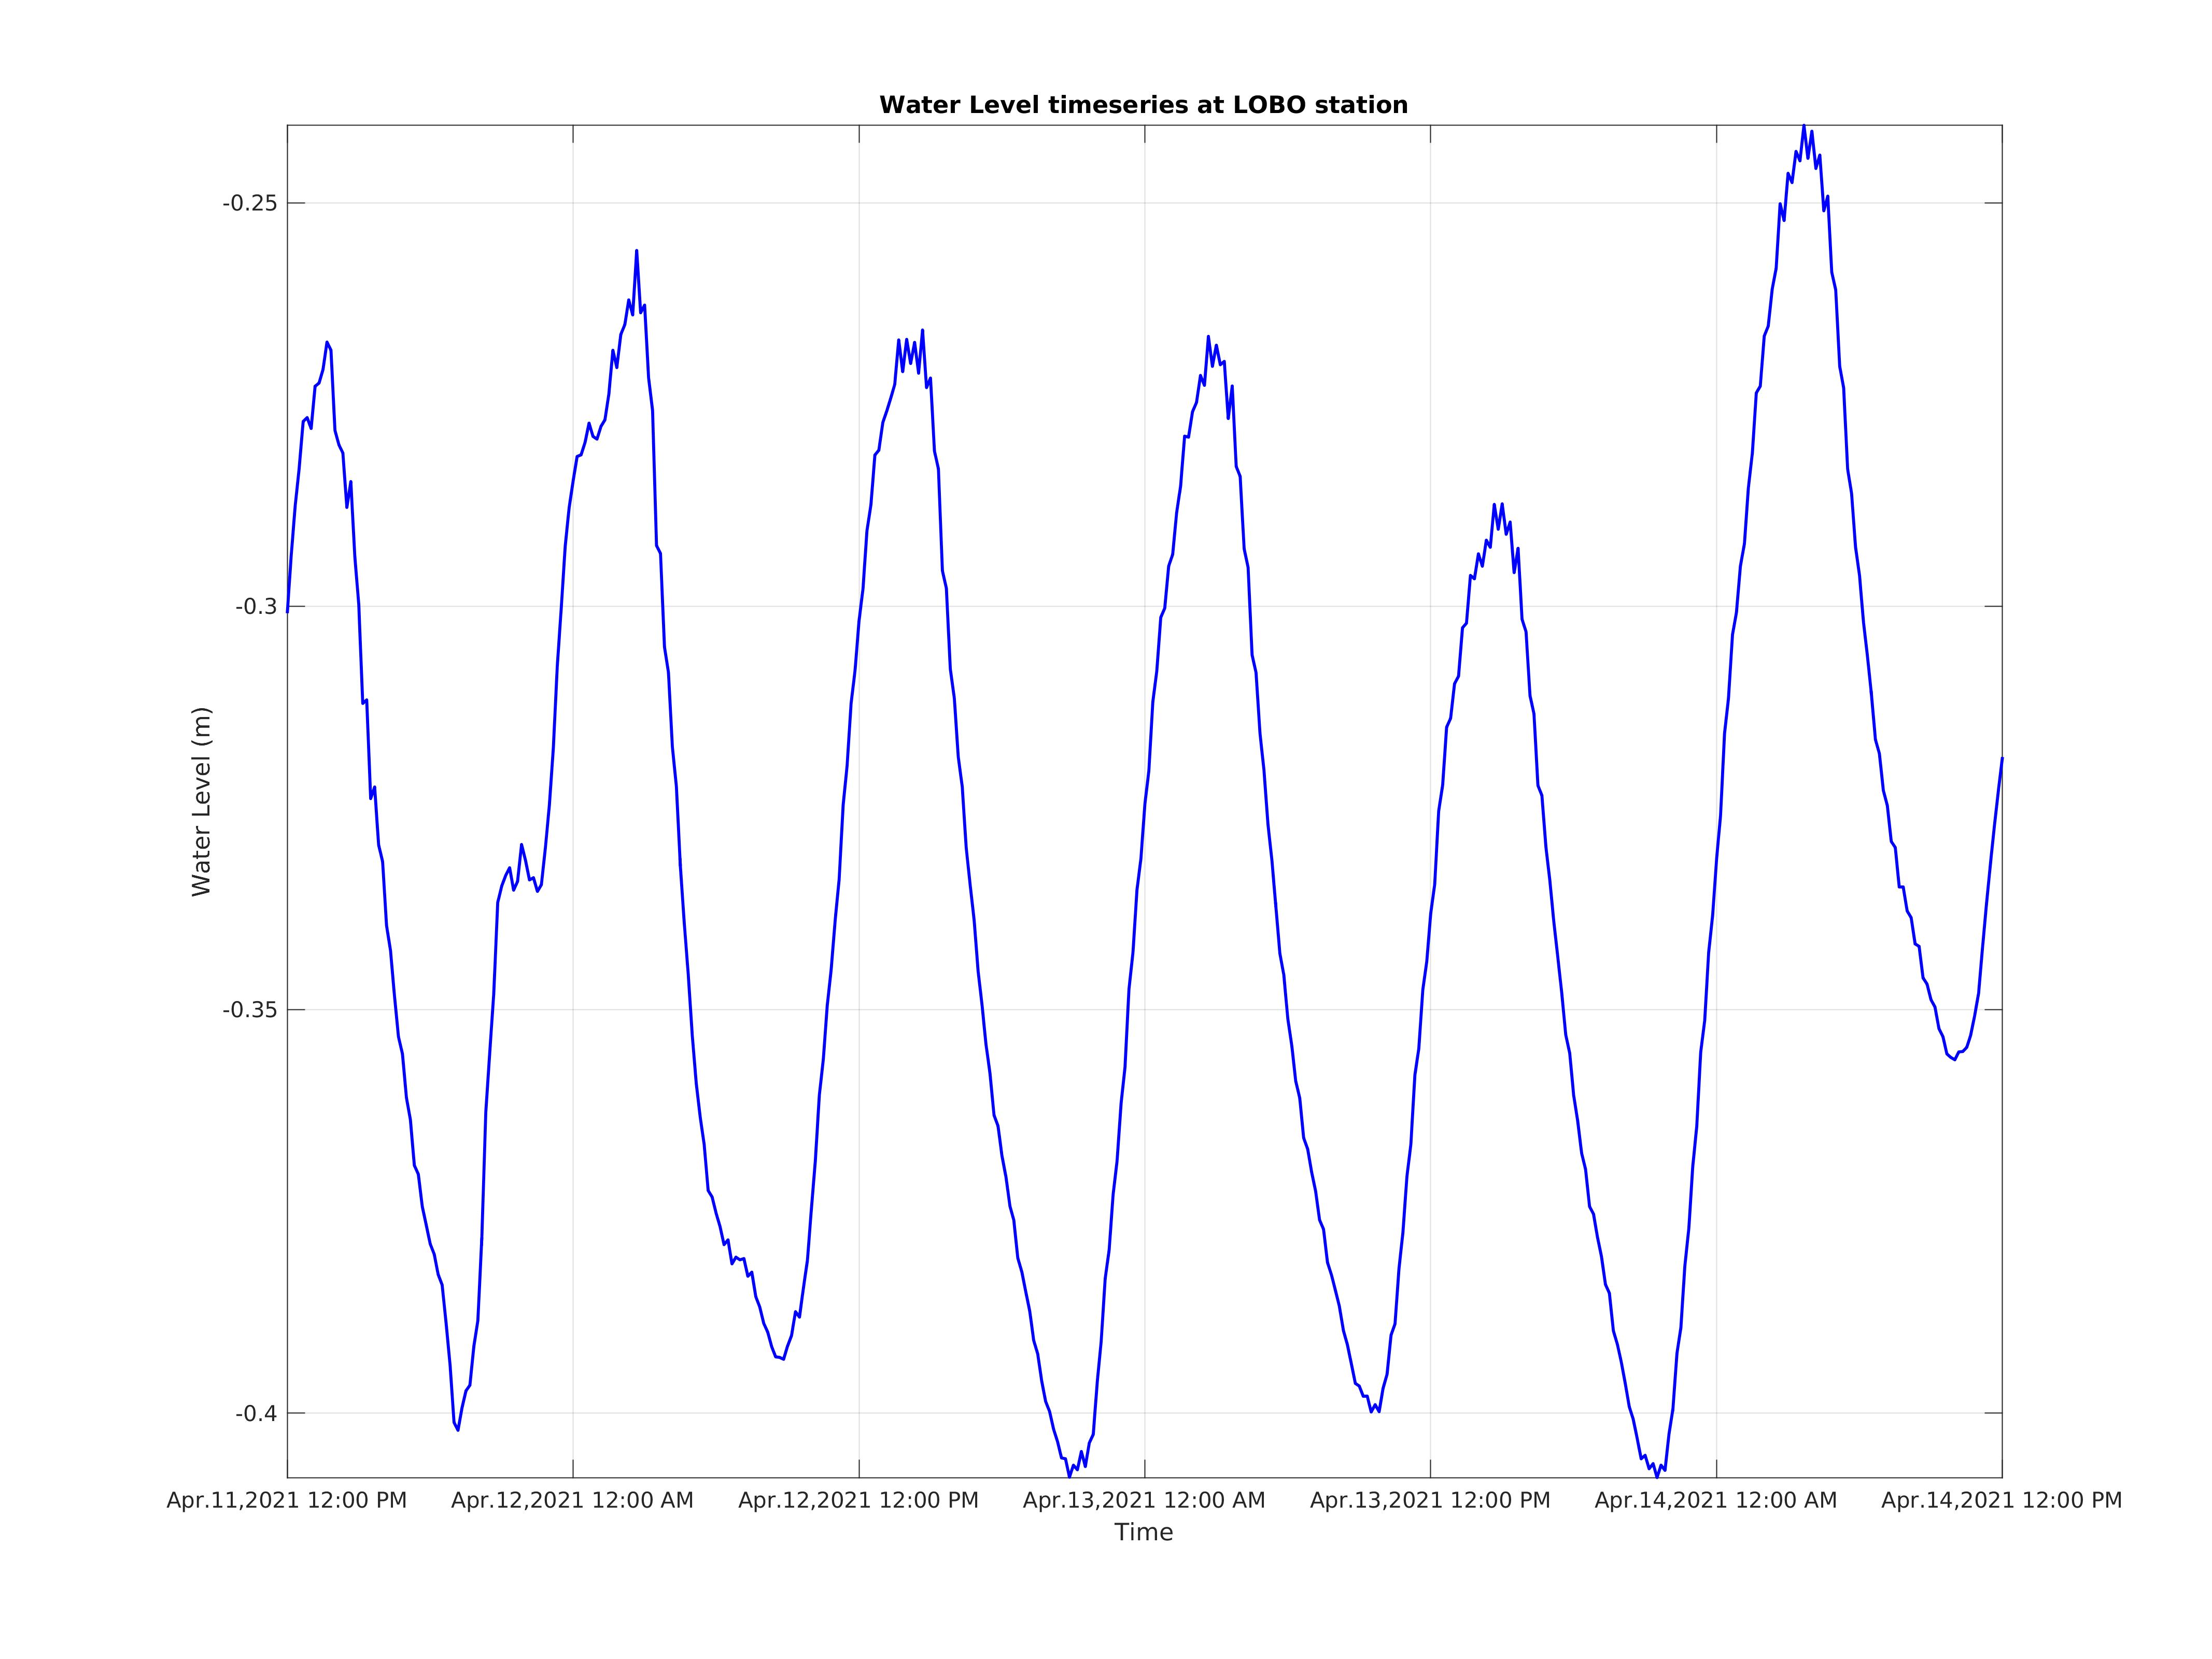 Water Level timeseries at LOBO station
-0.25
-0.3
-0.35
-0.4
Water Level (m)
Apr.11,2021 12:00 PM Apr.12,2021 12:00 AM Apr.12,2021 12:00 PM Apr.13,2021 12:00 AM Apr.13,2021 12:00 PM Apr.14,2021 12:00 AM Apr.14,2021 12:00 PM
Time